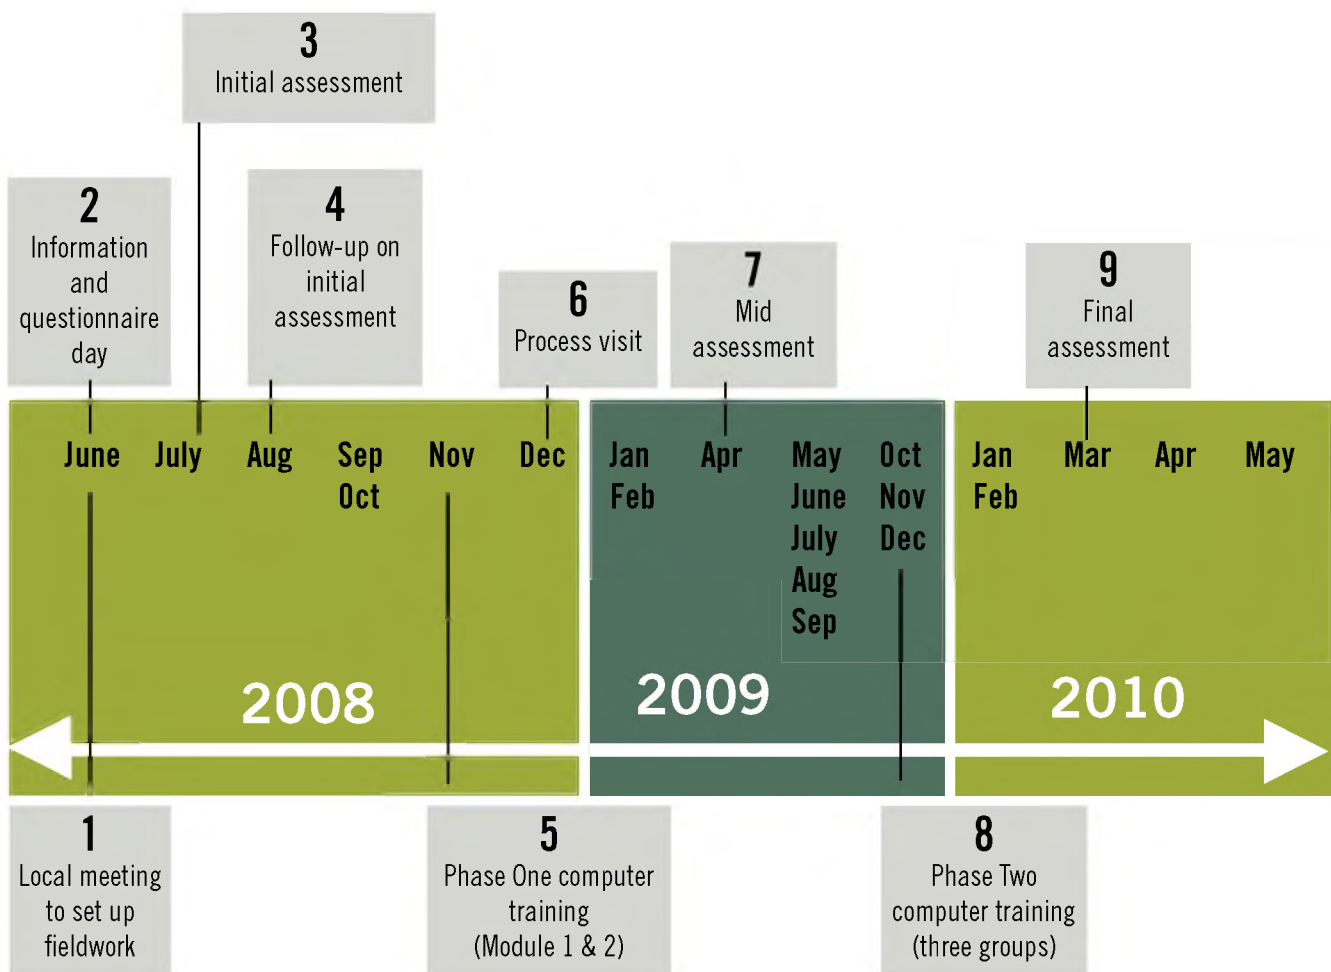 3
Initial assessment
2
Information
and
questionnaire
day
4
Follow-up on
initial
assessment
6
Process visit
7
Mid
assessment
9
Final
assessment
June July Aug Sep Nov Dec Jan Apr May Oct Jan Mar Apr May
Oct Feb June Nov Feb
July Dec
Aug
Sep
2008 2009 2010
1
Local meeting
to set up
fieldwork
5
Phase One computer
training
(Module 1 & 2)
8
Phase Two
computer training
(three groups)